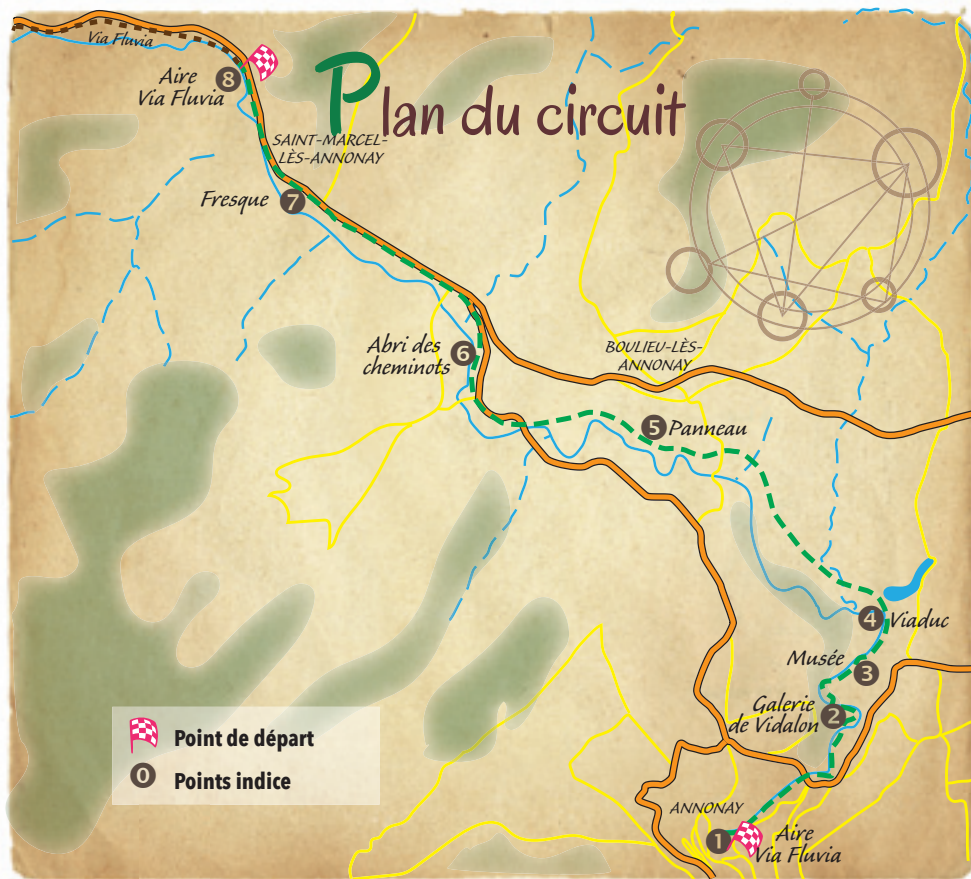 Via Fluvia
Plan du circuit
Aire
Via Fluvia
8
SAINT-MARCEL-
LÈS-ANNONAY
Fresque
7
Abri des
cheminots
6
BOULIEU-LÈS-
ANNONAY
5
Panneau
4
Viaduc
Musée
3
Galerie
de Vidalon
2
Point de départ
0
Points indice
ANNONAY
1
Aire
Via Fluvia